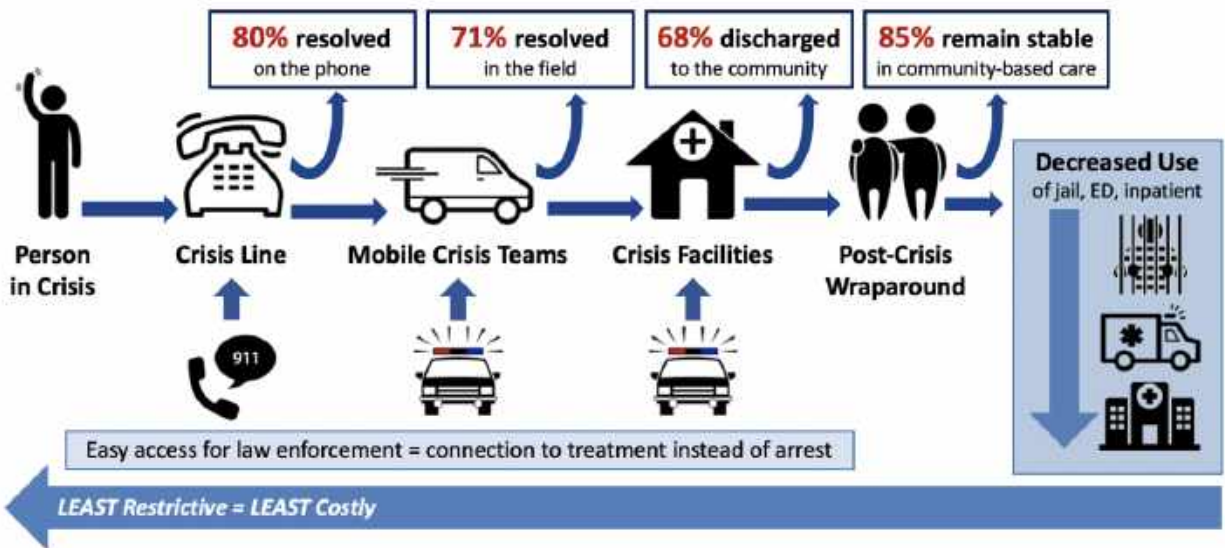 80% resolved
on the phone
71% resolved
in the field
68% discharged
to the community
85% remain stable
in community-based care
Person
in Crisis
Crisis Line
Mobile Crisis Teams
Crisis Facilities
Post-Crisis
Wraparound
Decreased Use
of jail, ED, inpatient
911
Easy access for law enforcement = connection to treatment instead of arrest
LEAST Restrictive = LEAST Costly